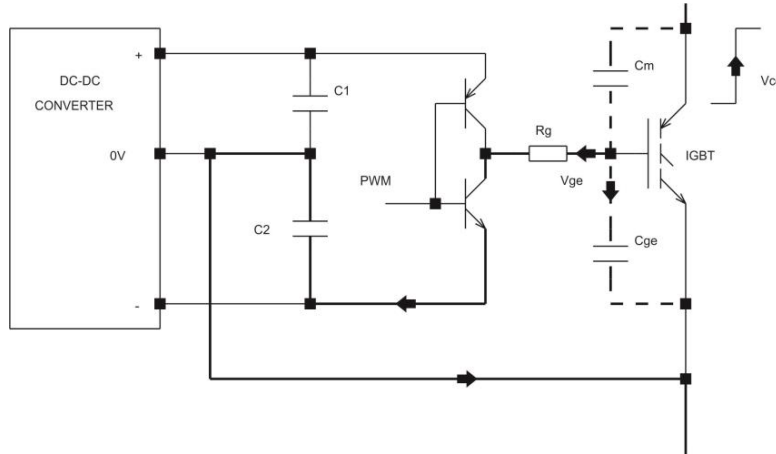 +
DC-DC
CONVERTER
C1
Cm
Vc
Rg
0V
PWM
Vge
IGBT
C2
Cge
-